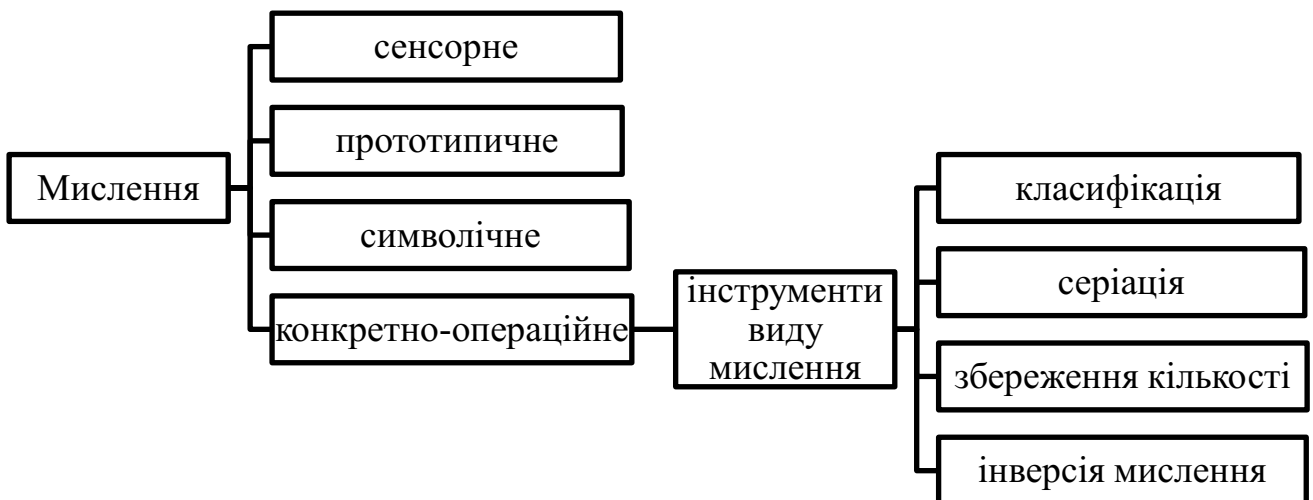 Мислення
сенсорне
прототипичне
символічне
конкретно-операційне
інструменти
виду
мислення
класифікація
серіація
збереження кількості
інверсія мислення